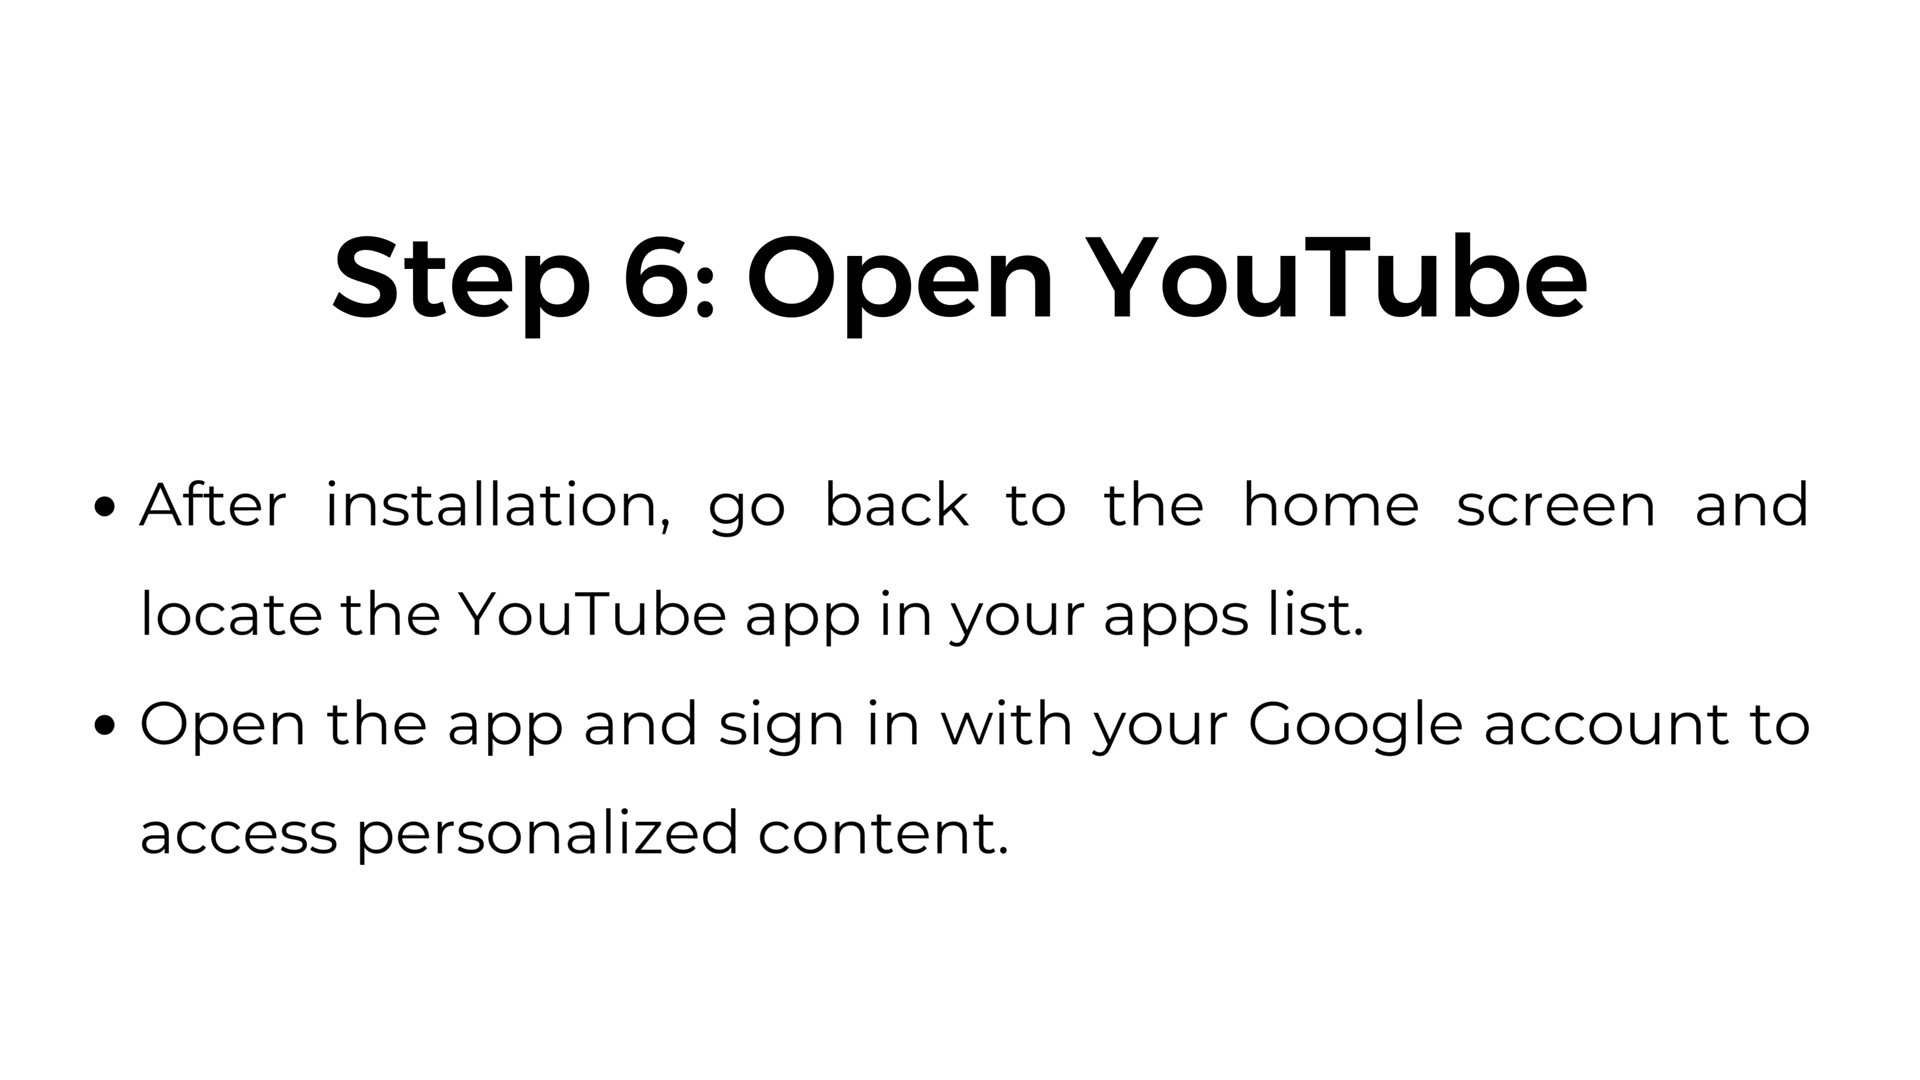 Step 6: Open YouTube
• After installation, go back to the home screen and
locate the YouTube app in your apps list.
• Open the app and sign in with your Google account to
access personalized content.